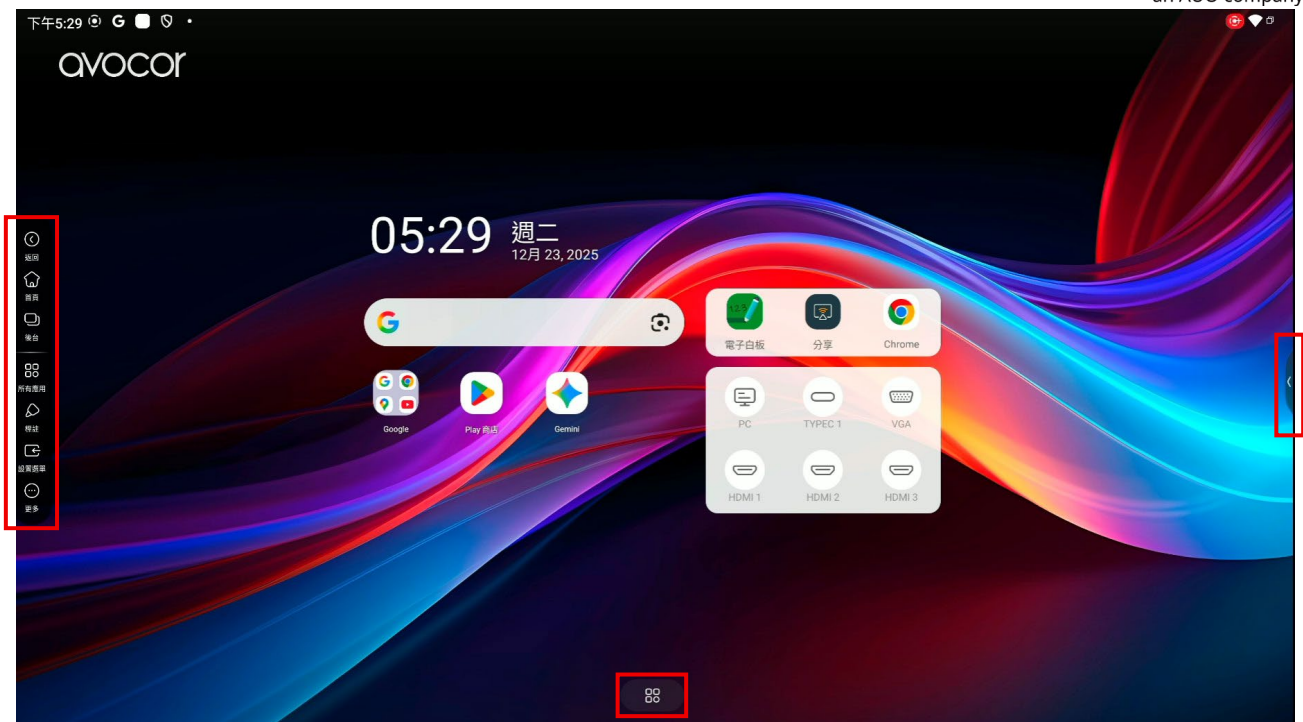 an AUO company
下午5:29
avocor
05:29
週二
12月 23, 2025
返回
首頁
後台
所有應用
標註
設置選單
更多
電子白板
分享
Chrome
Google
Play 商店
Gemini
PC
TYPEC 1
VGA
HDMI 1
HDMI 2
HDMI 3